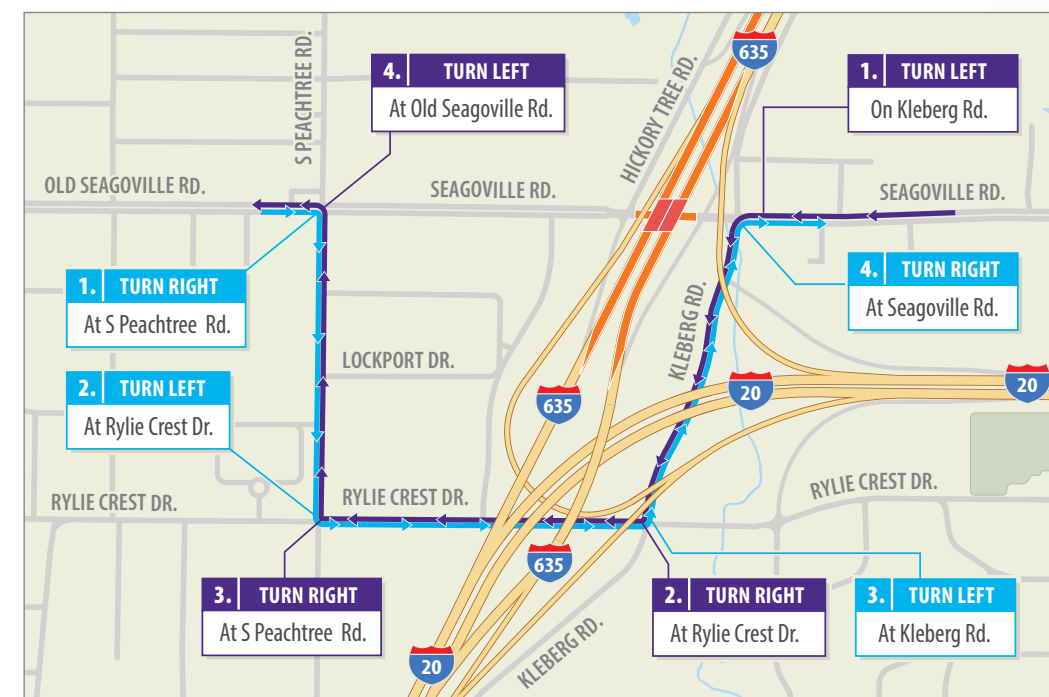 635
S PEACHTREE RD.
4. TURN LEFT
At Old Seagoville Rd.
HICKORY TREE RD.
1. TURN LEFT
On Kleberg Rd.
OLD SEAGOVILLE RD.
SEAGOVILLE RD.
SEAGOVILLE RD.
1. TURN RIGHT
At S Peachtree Rd.
4. TURN RIGHT
At Seagoville Rd.
KLEBERG RD.
LOCKPORT DR.
2. TURN LEFT
At Rylie Crest Dr.
635
20
20
RYLIE CREST DR.
RYLIE CREST DR.
RYLIE CREST DR.
635
3. TURN RIGHT
At S Peachtree Rd.
2. TURN RIGHT
At Rylie Crest Dr.
3. TURN LEFT
At Kleberg Rd.
KLEBERG RD.
20